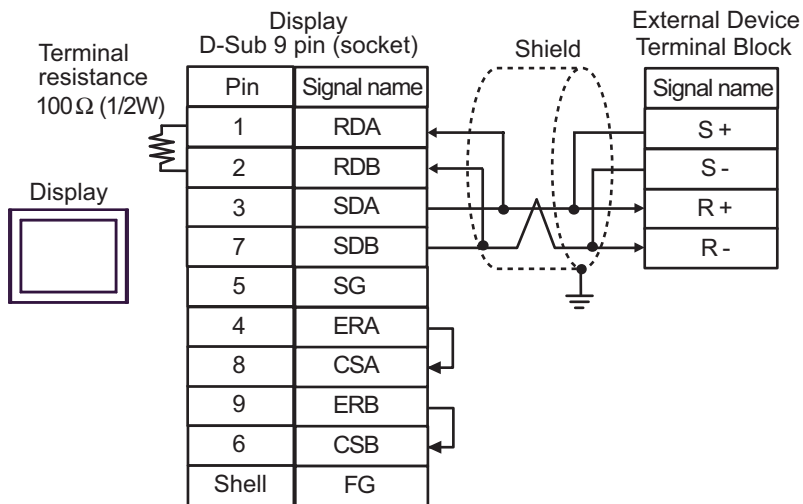 Display
D-Sub 9 pin (socket)
Shield
External Device
Terminal Block
Terminal
resistance
100Ω (1/2W)
Display
Pin Signal name
1 RDA
2 RDB
3 SDA
7 SDB
5 SG
4 ERA
8 CSA
9 ERB
6 CSB
Shell FG
Signal name
S +
S -
R +
R -